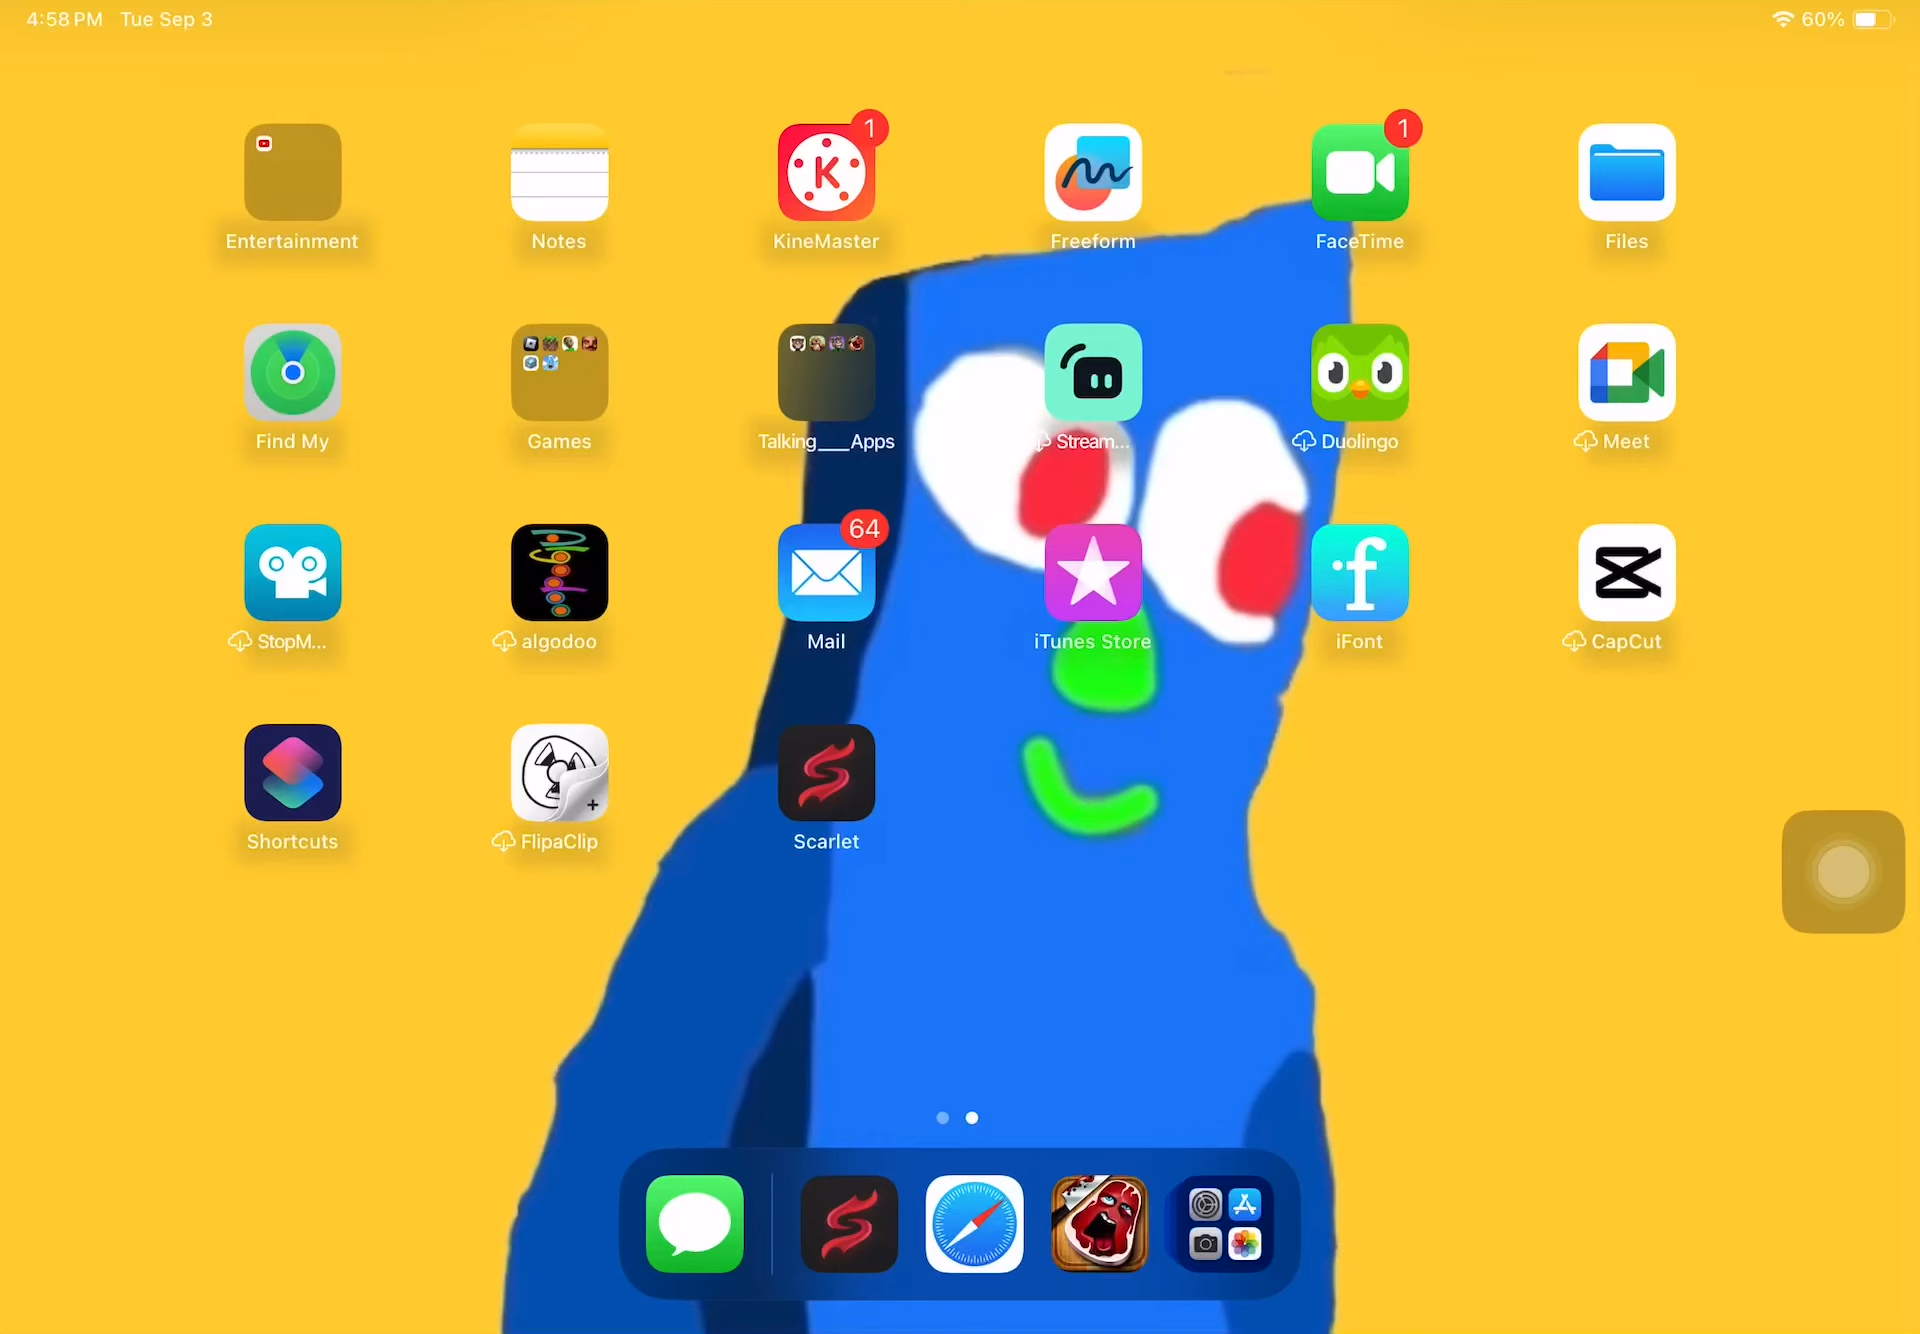 4:58 PM Tue Sep 3
60%
1
1
Entertainment
Notes
KineMaster
Freeform
FaceTime
Files
Find My
Games
Talking___Apps
Stream...
Duolingo
Meet
64
StopM...
algodoo
Mail
iTunes Store
iFont
CapCut
Shortcuts
FlipaClip
Scarlet